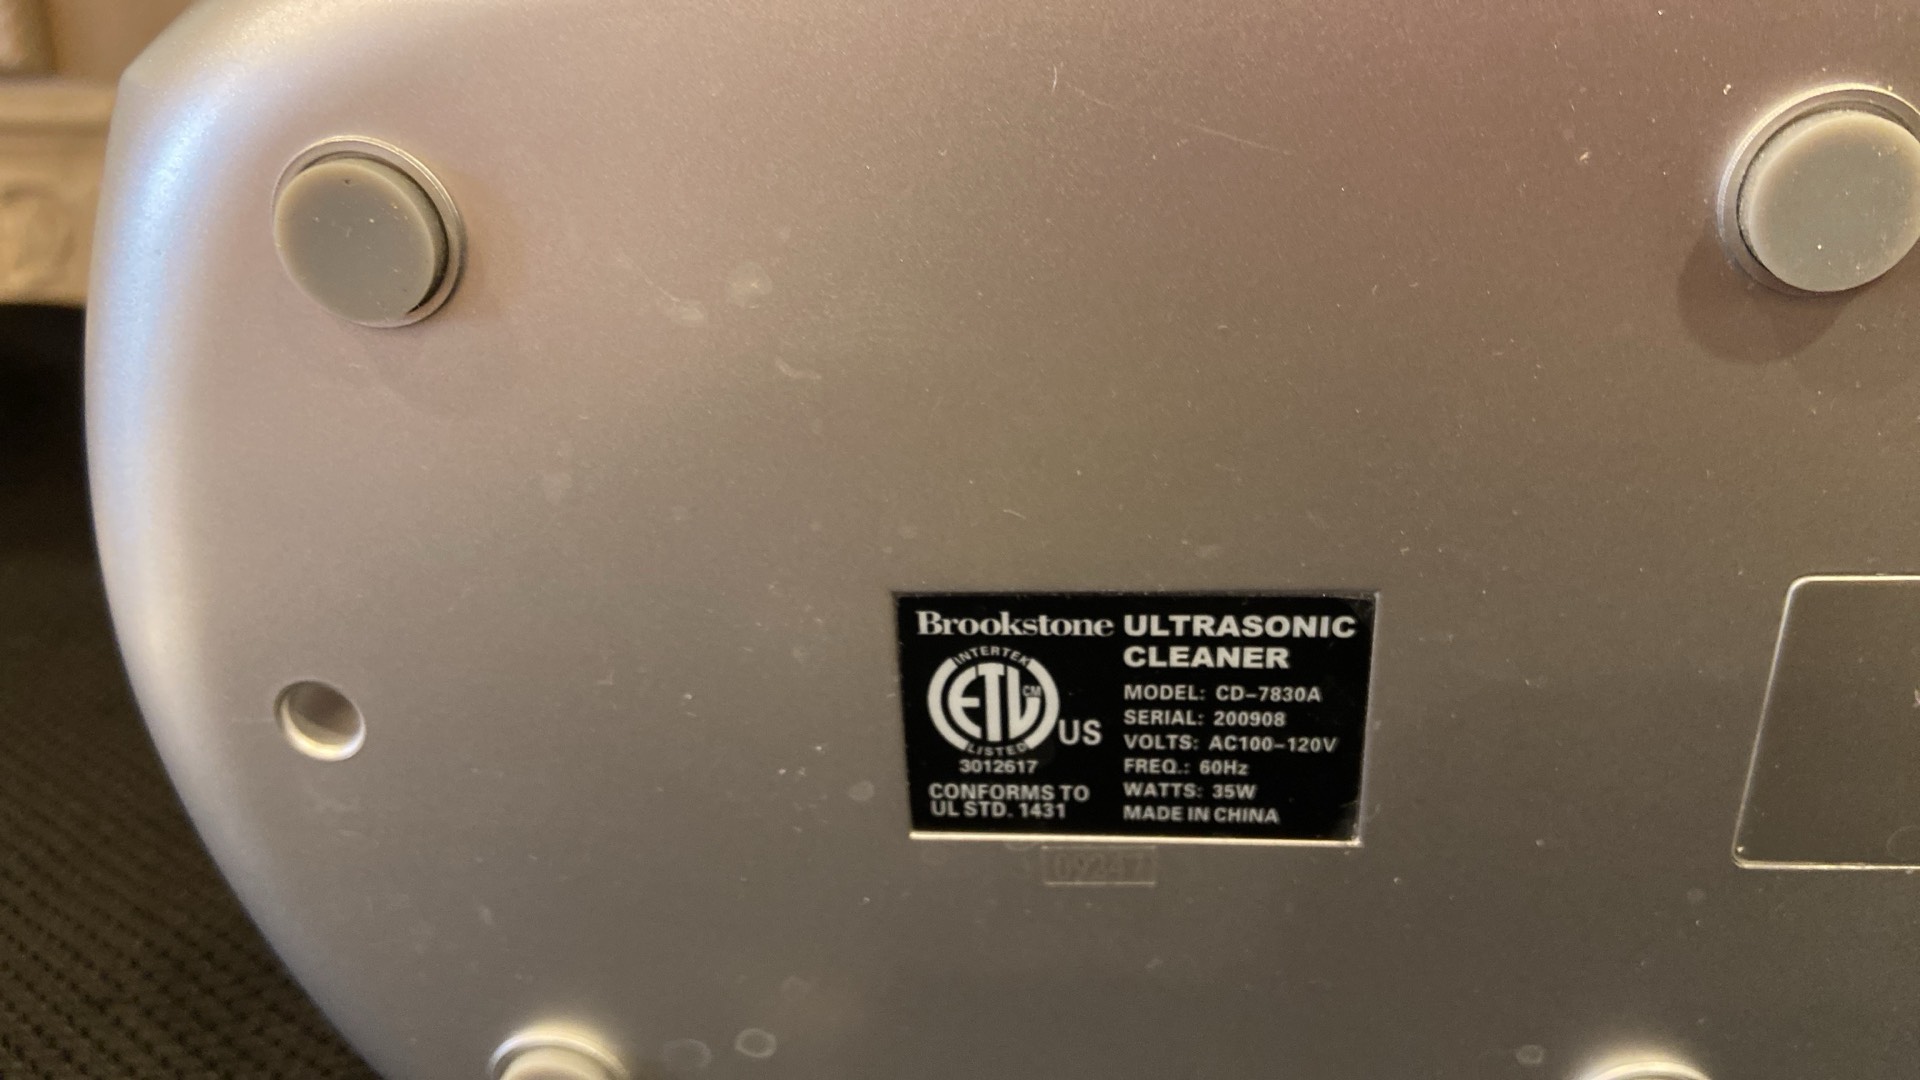 Brookstone ULTRASONIC
CLEANER
INTERTEK
ETL CM
US
LISTED
3012617
CONFORMS TO
UL STD. 1431
MODEL: CD-7830A
SERIAL: 200908
VOLTS: AC100-120V
FREQ.: 60Hz
WATTS: 35W
MADE IN CHINA